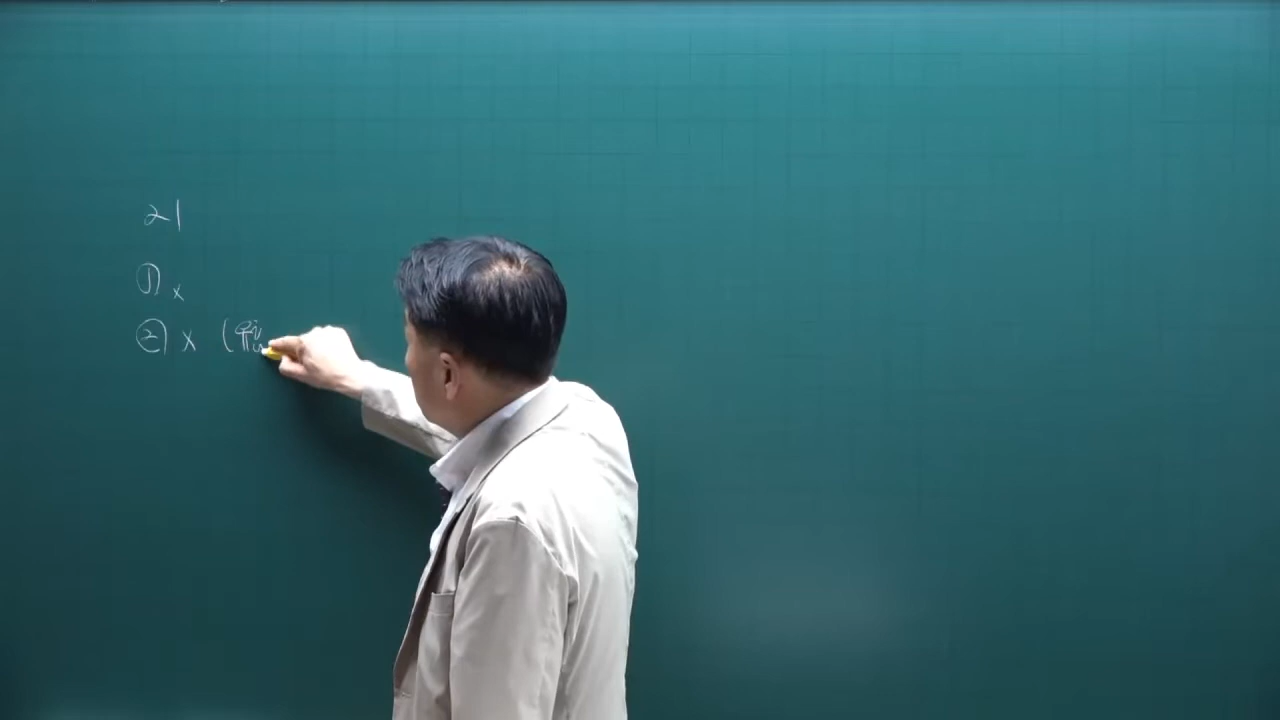 21
① x
② x (